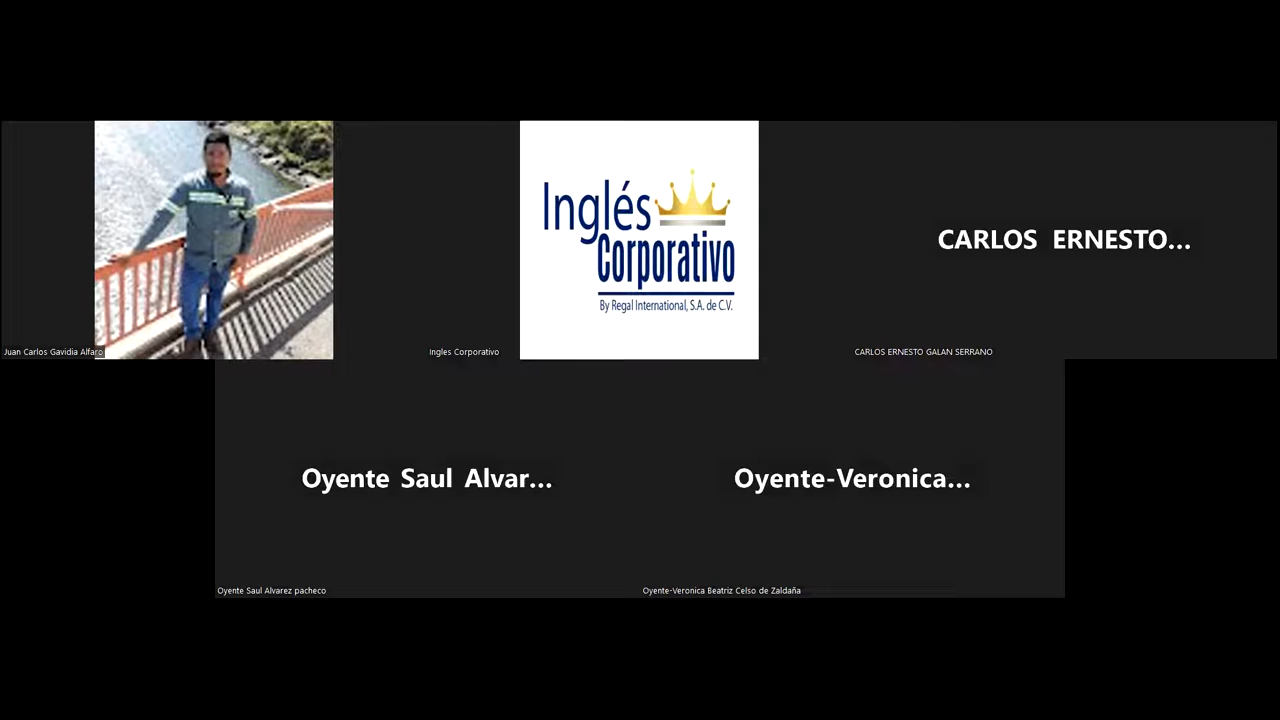 Inglés
Corporativo
By Regal International, S.A. de C.V.
CARLOS ERNESTO...
Juan Carlos Gavidia Alfaro
Ingles Corporativo
CARLOS ERNESTO GALAN SERRANO
Oyente Saul Alvar...
Oyente-Veronica...
Oyente Saul Alvarez pacheco
Oyente-Veronica Beatriz Celso de Zaldaña